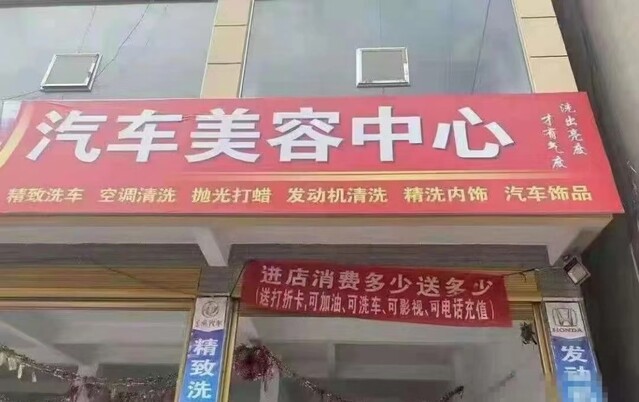 汽车美容中心
洗出亮度
才有气度
精致洗车 空调清洗 抛光打蜡 发动机清洗 精洗内饰 汽车饰品
进店消费多少送多少
(送打折卡,可加油、可洗车、可影视、可电话充值)
精致洗
HONDA
发动